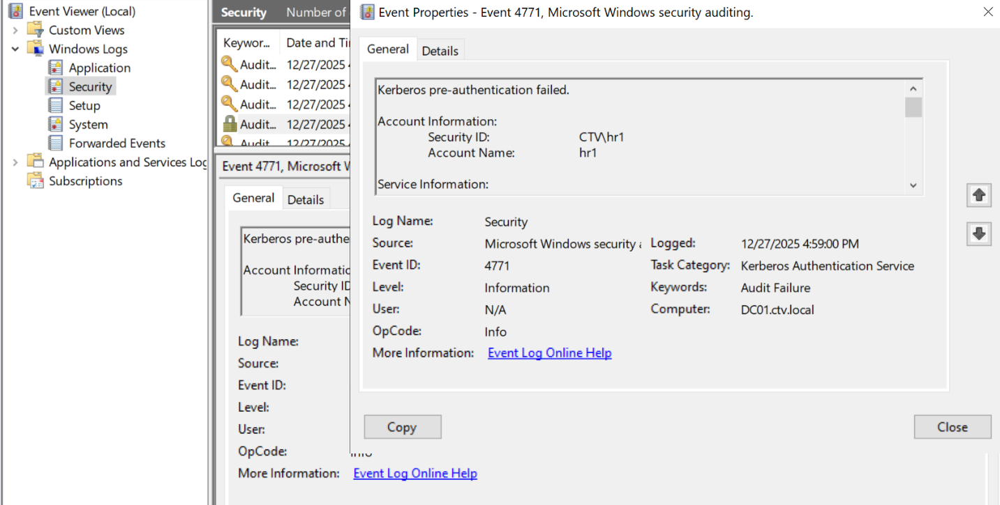 Event Viewer (Local)
Custom Views
Windows Logs
Application
Security
Setup
System
Forwarded Events
Applications and Services Log
Subscriptions
Security Number of
Keywor... Date and Ti
Audit... 12/27/2025 4
Audit... 12/27/2025 4
Audit... 12/27/2025 4
Audit... 12/27/2025 4
Audit... 12/27/2025 4
Event 4771, Microsoft W
General Details
Kerberos pre-authe
Account Informatio
Security ID
Account N
Log Name:
Source:
Event ID:
Level:
User:
OpCode:
Info
More Information: Event Log Online Help
Event Properties - Event 4771, Microsoft Windows security auditing.
General Details
Kerberos pre-authentication failed.
Account Information:
Security ID: CTV\hr1
Account Name: hr1
Service Information:
Log Name: Security
Source: Microsoft Windows security a Logged: 12/27/2025 4:59:00 PM
Event ID: 4771 Task Category: Kerberos Authentication Service
Level: Information Keywords: Audit Failure
User: N/A Computer: DC01.ctv.local
OpCode: Info
More Information: Event Log Online Help
Copy Close